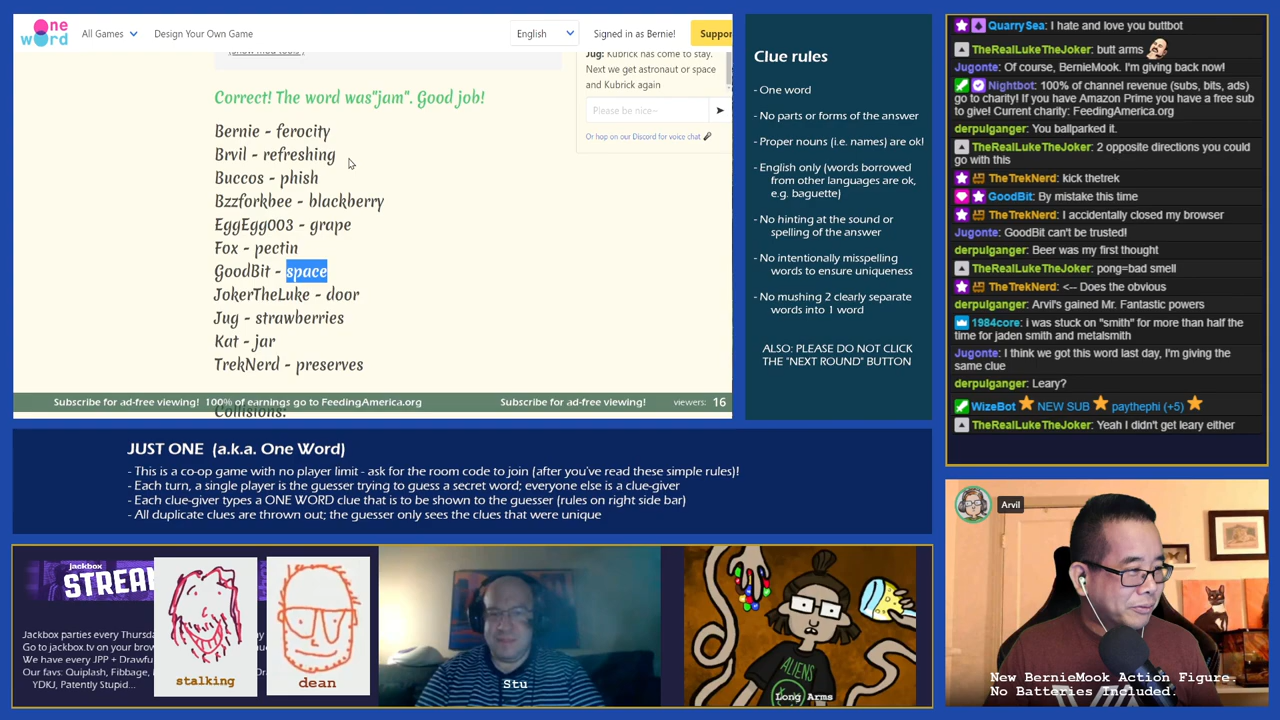 ne
w rd
All Games
Design Your Own Game
English
Signed in as Bernie!
Suppor
(show mod tools )
Correct! The word was"jam". Good job!
Bernie - ferocity
Brvil - refreshing
Buccos - phish
Bzzforkbee - blackberry
EggEgg003 - grape
Fox - pectin
GoodBit - space
JokerTheLuke - door
Jug - strawberries
Kat - jar
TrekNerd - preserves
Collisions:
Jug: Kubrick has come to stay.
Next we get astronaut or space
and Kubrick again
Please be nice~
Or hop on our Discord for voice chat
Subscribe for ad-free viewing! 100% of earnings go to FeedingAmerica.org
Subscribe for ad-free viewing!
viewers: 16
Clue rules
- One word
- No parts or forms of the answer
- Proper nouns (i.e. names) are ok!
- English only (words borrowed
from other languages are ok,
e.g. baguette)
- No hinting at the sound or
spelling of the answer
- No intentionally misspelling
words to ensure uniqueness
- No mushing 2 clearly separate
words into 1 word
ALSO: PLEASE DO NOT CLICK
THE "NEXT ROUND" BUTTON
QuarrySea: I hate and love you buttbot
TheRealLukeTheJoker: butt arms
Jugonte: Of course, BernieMook. I'm giving back now!
Nightbot: 100% of channel revenue (subs, bits, ads)
go to charity! If you have Amazon Prime you have a free sub
to give! Current charity: FeedingAmerica.org
derpulganger: You ballparked it.
TheRealLukeTheJoker: 2 opposite directions you could
go with this
TheTrekNerd: kick thetrek
GoodBit: By mistake this time
TheTrekNerd: I accidentally closed my browser
Jugonte: GoodBit can't be trusted!
derpulganger: Beer was my first thought
TheRealLukeTheJoker: pong=bad smell
TheTrekNerd: <-- Does the obvious
derpulganger: Arvil's gained Mr. Fantastic powers
1984core: i was stuck on "smith" for more than half the
time for jaden smith and metalsmith
Jugonte: I think we got this word last day, I'm giving the
same clue
derpulganger: Leary?
WizeBot NEW SUB paythephi (+5)
TheRealLukeTheJoker: Yeah I didn't get leary either
JUST ONE (a.k.a. One Word)
- This is a co-op game with no player limit - ask for the room code to join (after you've read these simple rules)!
- Each turn, a single player is the guesser trying to guess a secret word; everyone else is a clue-giver
- Each clue-giver types a ONE WORD clue that is to be shown to the guesser (rules on right side bar)
- All duplicate clues are thrown out; the guesser only sees the clues that were unique
jackbox
STREA
Jackbox parties every Thursda
Go to jackbox.tv on your brow
We have every JPP + Drawfu
Our favs: Quiplash, Fibbage,
YDKJ, Patently Stupid...
stalking
dean
Stu
ALIENS
Long Arms
Arvil
New BernieMook Action Figure.
No Batteries Included.